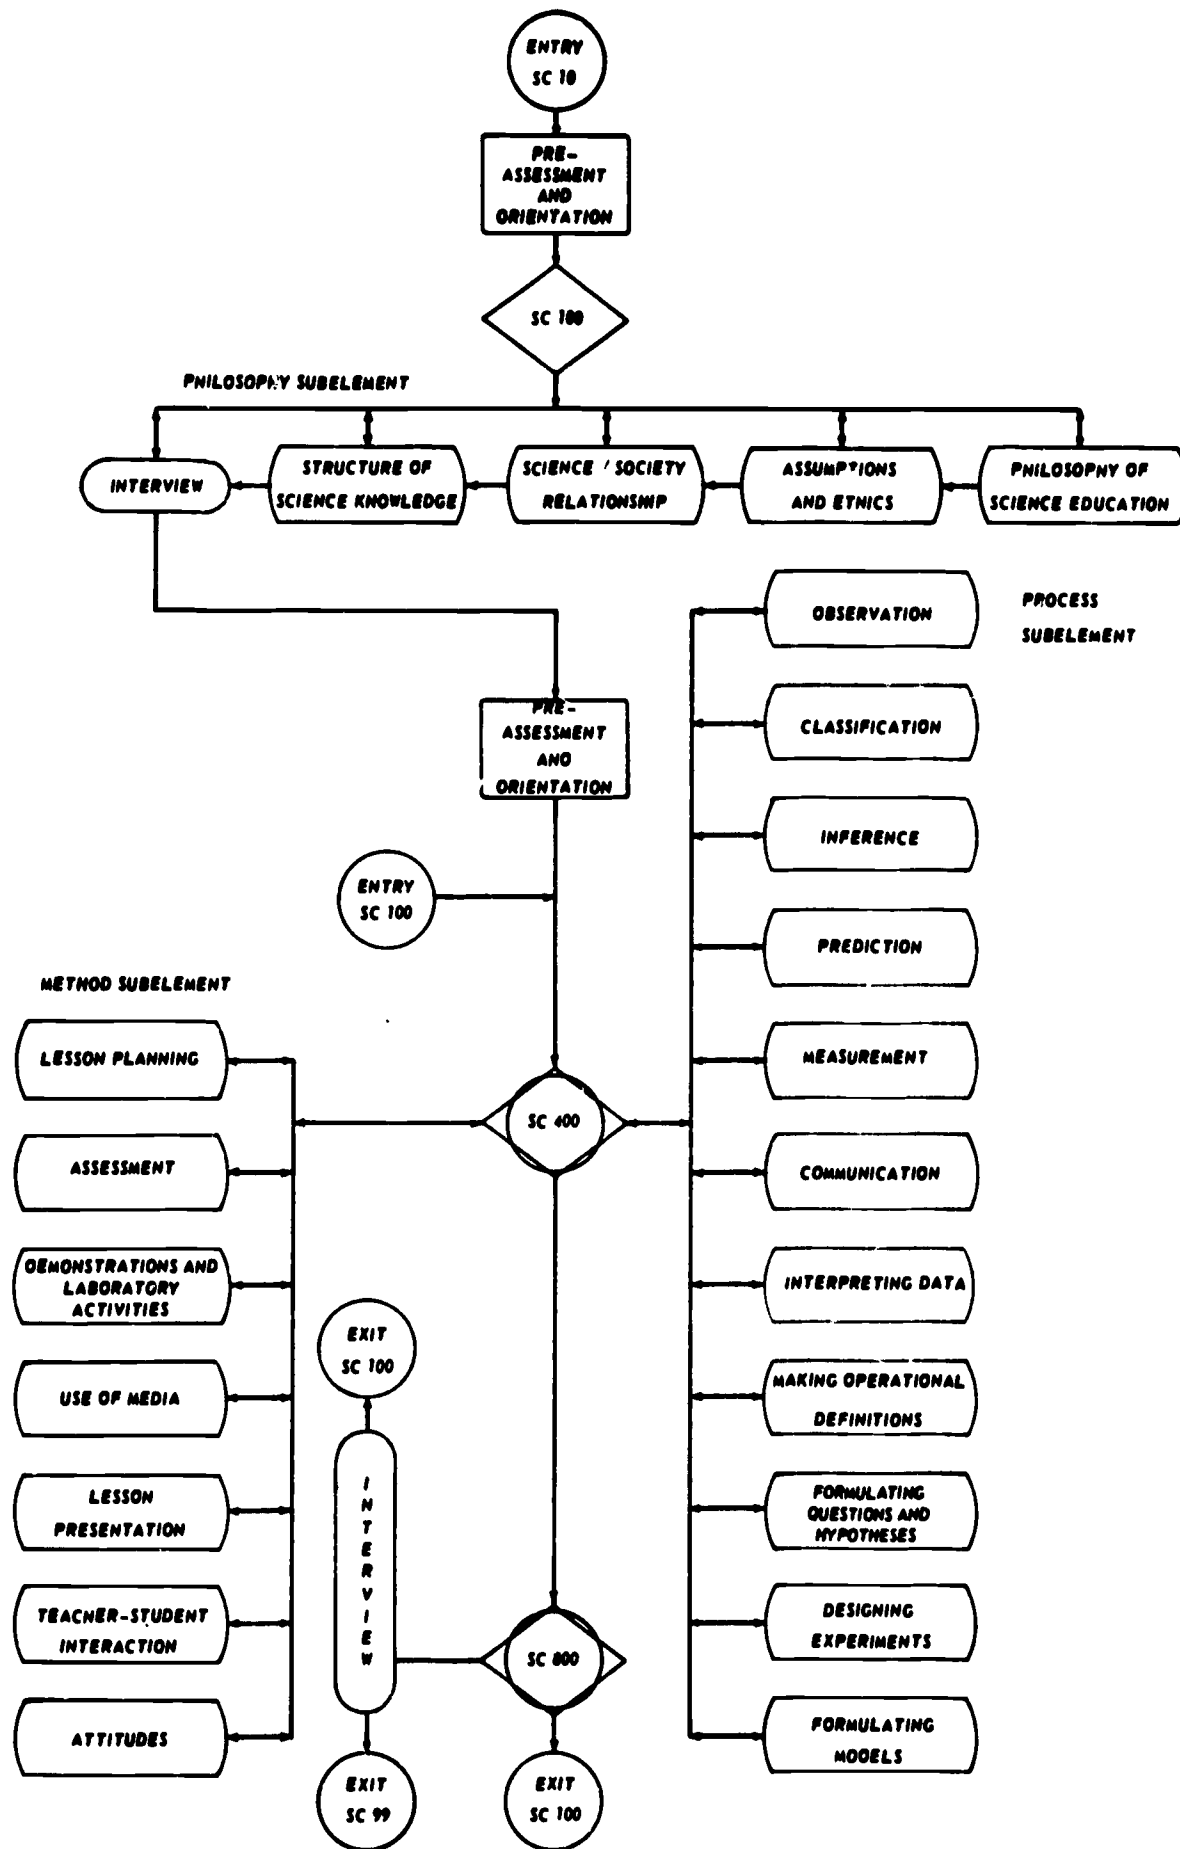 ENTRY
SC 10
PRE-
ASSESSMENT
AND
ORIENTATION
SC 100
PHILOSOPHY SUBELEMENT
INTERVIEW
STRUCTURE OF
SCIENCE KNOWLEDGE
SCIENCE / SOCIETY
RELATIONSHIP
ASSUMPTIONS
AND ETHICS
PHILOSOPHY OF
SCIENCE EDUCATION
OBSERVATION
PROCESS
SUBELEMENT
CLASSIFICATION
PRE-
ASSESSMENT
AND
ORIENTATION
INFERENCE
ENTRY
SC 100
PREDICTION
METHOD SUBELEMENT
LESSON PLANNING
MEASUREMENT
SC 400
ASSESSMENT
COMMUNICATION
DEMONSTRATIONS AND
LABORATORY
ACTIVITIES
INTERPRETING DATA
EXIT
SC 100
USE OF MEDIA
MAKING OPERATIONAL
DEFINITIONS
LESSON
PRESENTATION
INTERVIEW
FORMULATING
QUESTIONS AND
HYPOTHESES
TEACHER-STUDENT
INTERACTION
SC 800
DESIGNING
EXPERIMENTS
ATTITUDES
FORMULATING
MODELS
EXIT
SC 99
EXIT
SC 100